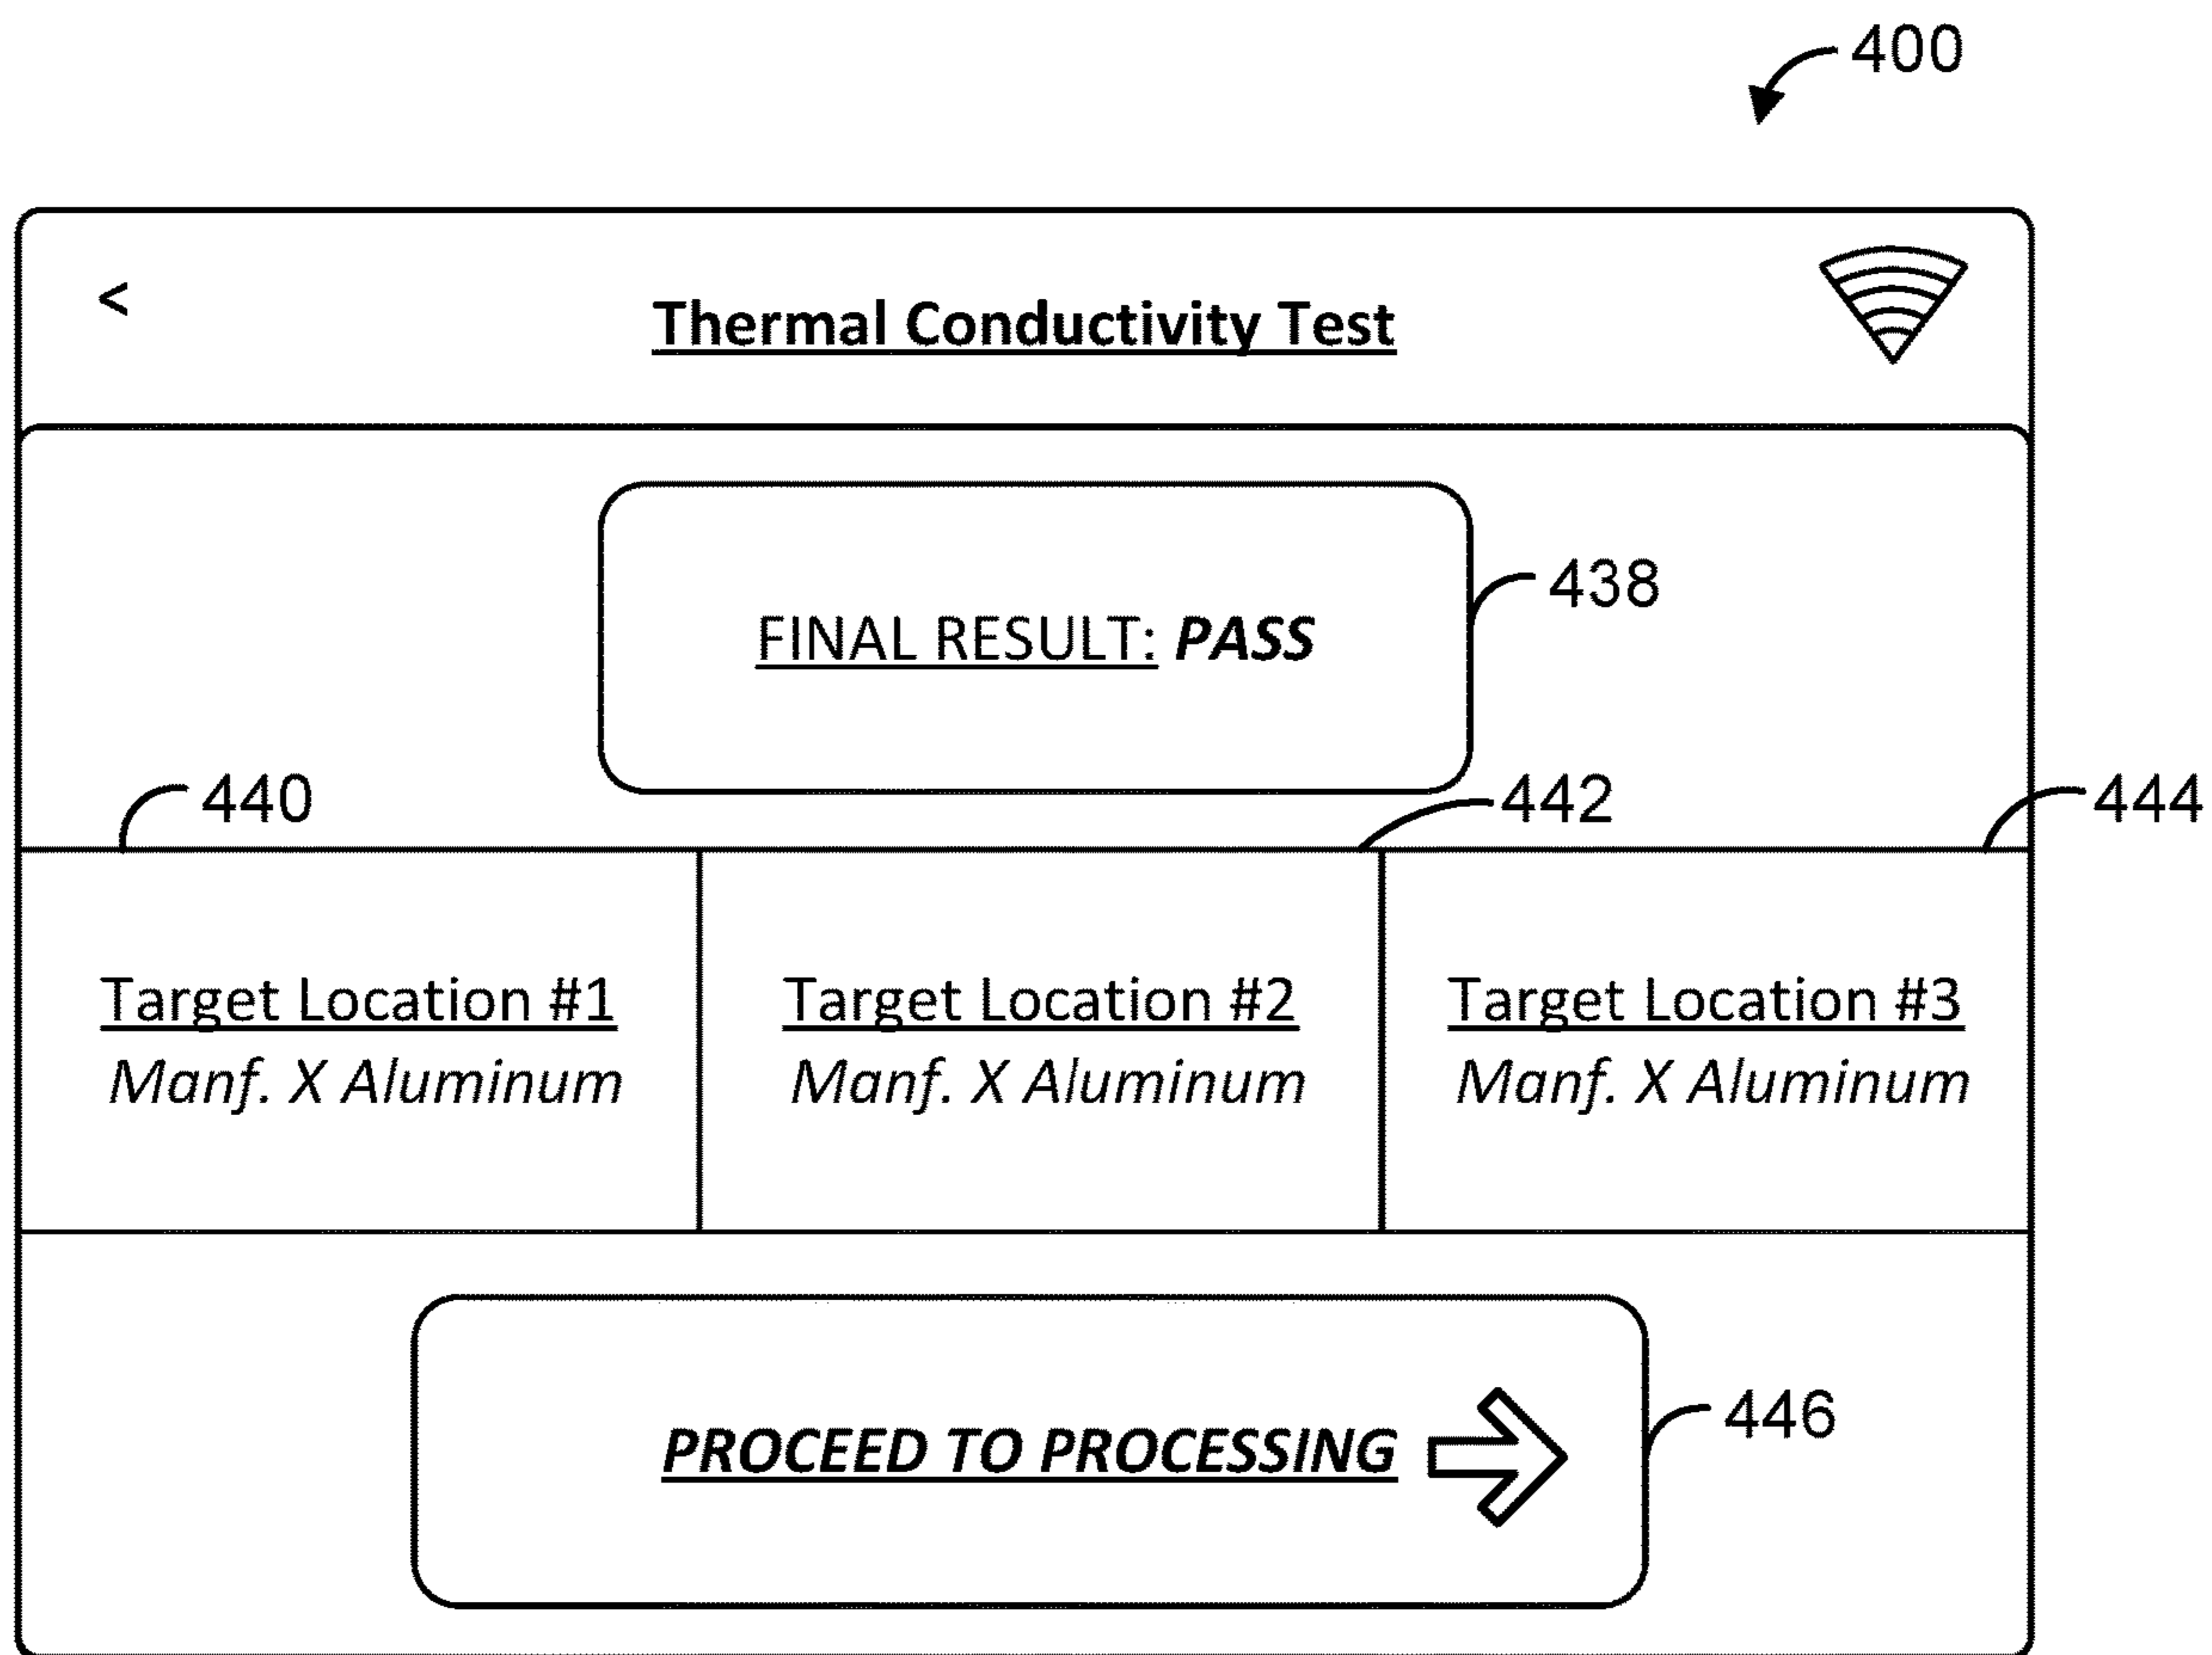 400
<
Thermal Conductivity Test
438
FINAL RESULT: PASS
440
442
444
Target Location #1
Manf. X Aluminum
Target Location #2
Manf. X Aluminum
Target Location #3
Manf. X Aluminum
PROCEED TO PROCESSING
446